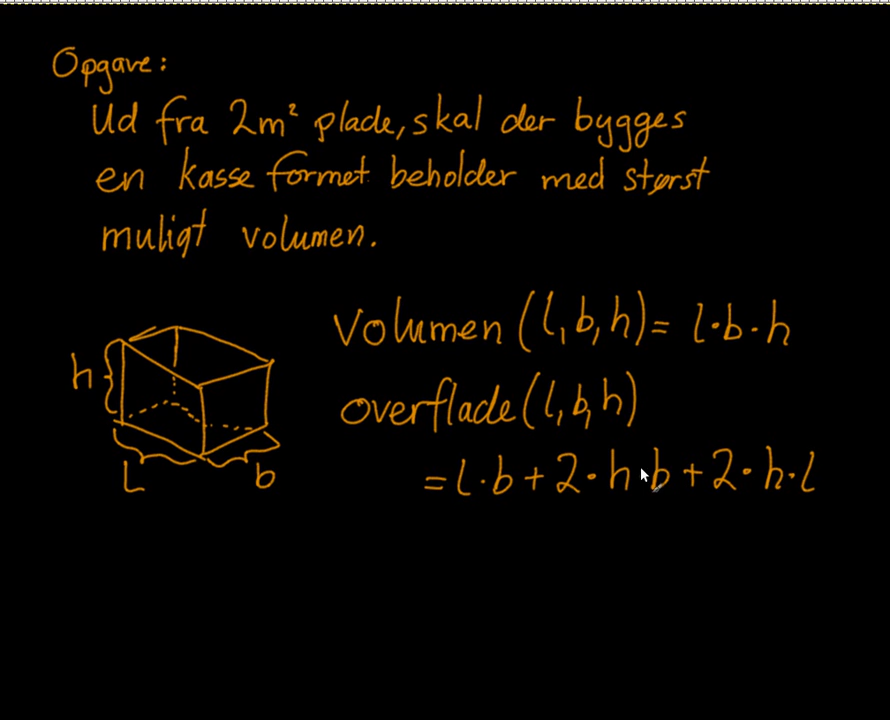 Opgave:
Ud fra 2m² plade, skal der bygges
en kasse formet beholder med størst
muligt volumen.
Volumen (l, b, h) = l·b·h
overflade (l, b, h)
= l·b + 2·h·b + 2·h·l
h
L
b